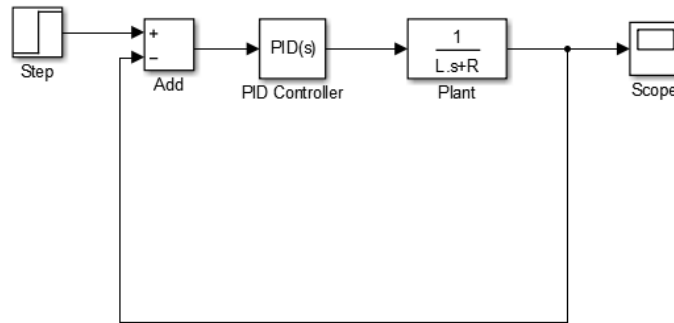 +
−
PID(s)
1
L.s+R
Step
Add
PID Controller
Plant
Scope